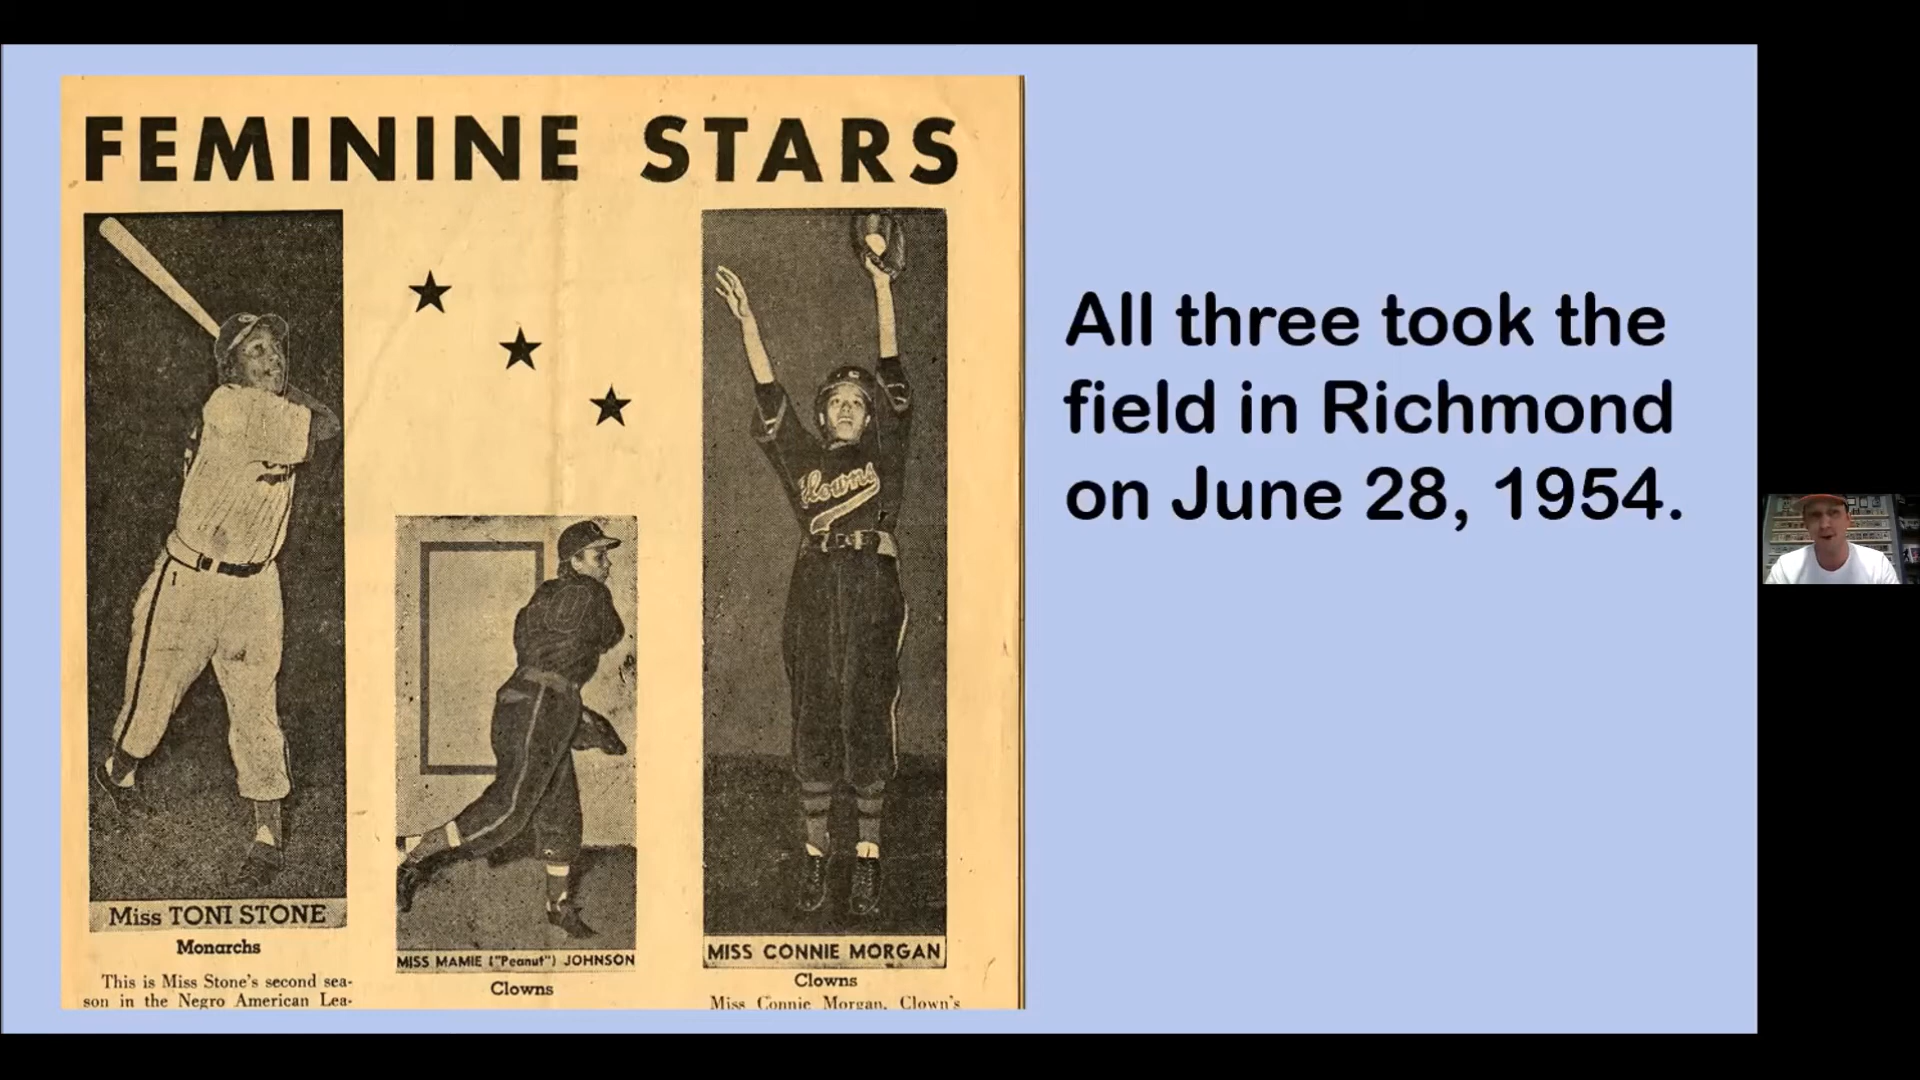 FEMININE STARS
Clowns
Miss TONI STONE
Monarchs
This is Miss Stone's second sea-
son in the Negro American Lea-
MISS MAMIE ("Peanut") JOHNSON
Clowns
MISS CONNIE MORGAN
Clowns
Miss Connie Morgan, Clown's
All three took the
field in Richmond
on June 28, 1954.